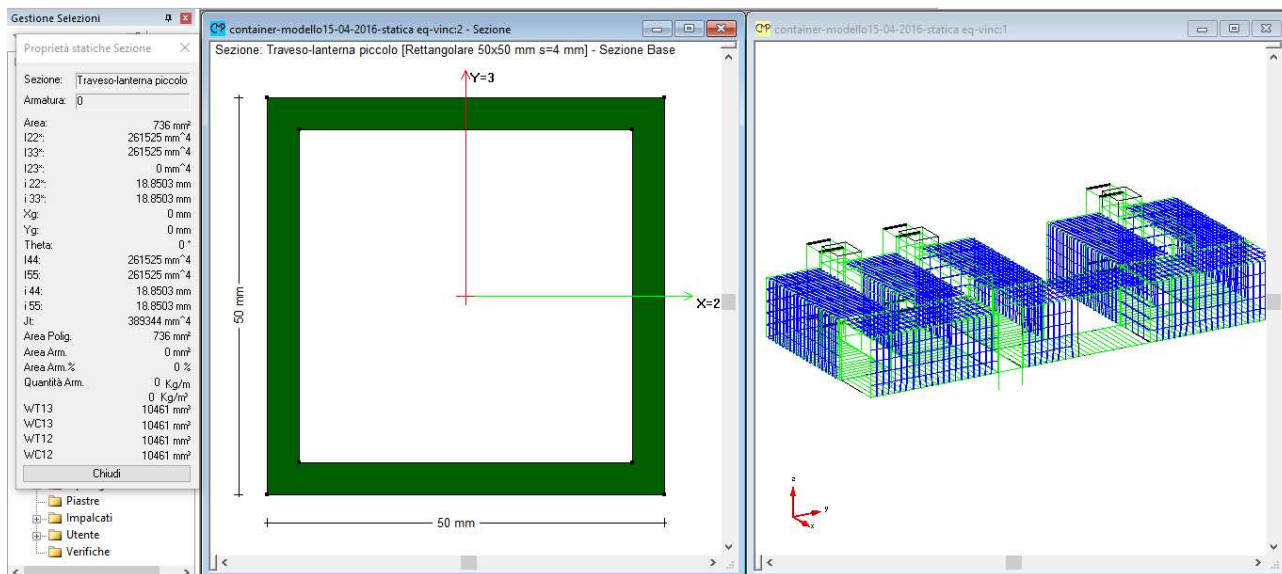 Gestione Selezioni
Proprietà statiche Sezione
Sezione: Traveso-lanterna piccolo
Armatura: 0
Area: 736 mm²
I22*: 261525 mm^4
I33*: 261525 mm^4
I23*: 0 mm^4
i 22*: 18.8503 mm
i 33*: 18.8503 mm
Xg: 0 mm
Yg: 0 mm
Theta: 0 °
I44: 261525 mm^4
I55: 261525 mm^4
i 44: 18.8503 mm
i 55: 18.8503 mm
Jt: 389344 mm^4
Area Polig. 736 mm²
Area Arm. 0 mm²
Area Arm.% 0 %
Quantità Arm. 0 Kg/m
0 Kg/m³
WT13 10461 mm³
WC13 10461 mm³
WT12 10461 mm³
WC12 10461 mm³
Chiudi
Piastre
Impalcati
Utente
Verifiche
CMP container-modello15-04-2016-statica eq-vinc:2 - Sezione
Sezione: Traveso-lanterna piccolo [Rettangolare 50x50 mm s=4 mm] - Sezione Base
Y=3
X=2
50 mm
50 mm
CMP container-modello15-04-2016-statica eq-vinc:1
z
y
x